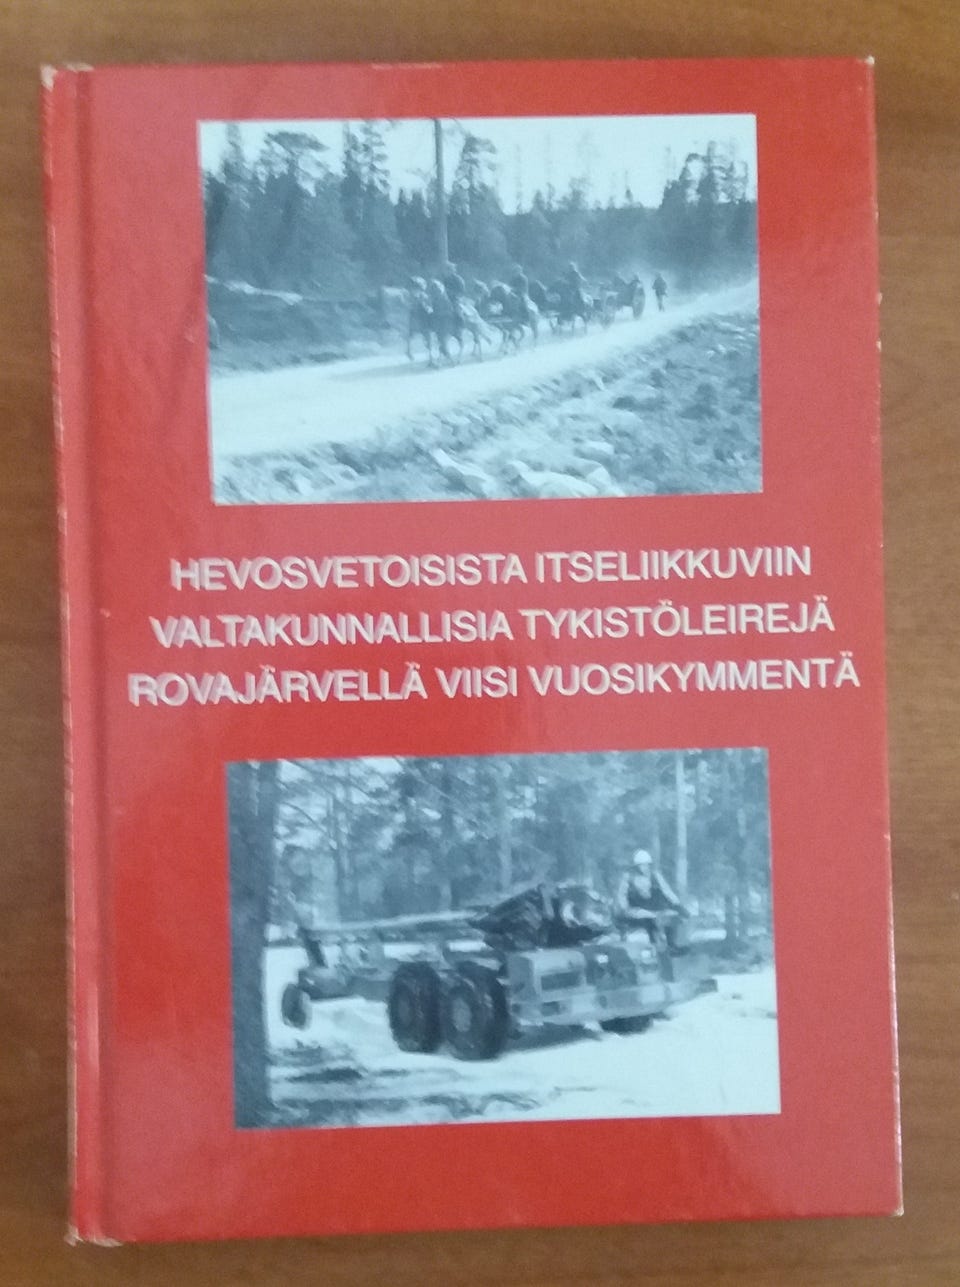 HEVOSVETOISISTA ITSELIIKKUVIIN
VALTAKUNNALLISIA TYKISTÖLEIREJÄ
ROVAJÄRVELLÄ VIISI VUOSIKYMMENTÄ